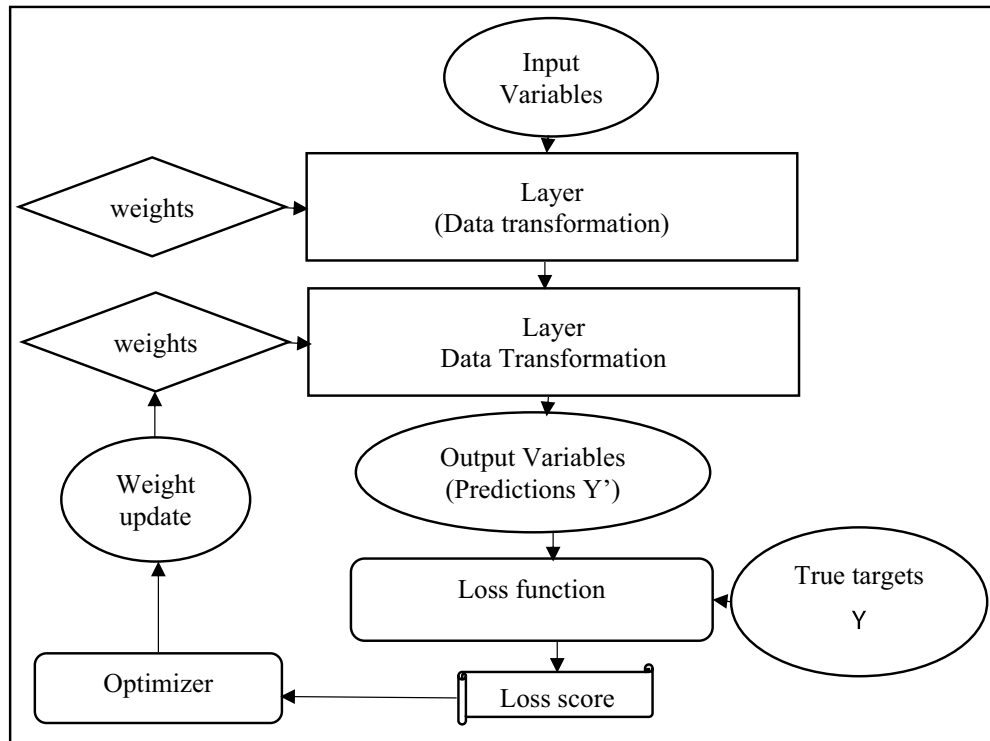 Input
Variables
weights
Layer
(Data transformation)
weights
Layer
Data Transformation
Output Variables
(Predictions Y’)
Weight
update
Loss function
True targets
Y
Optimizer
Loss score